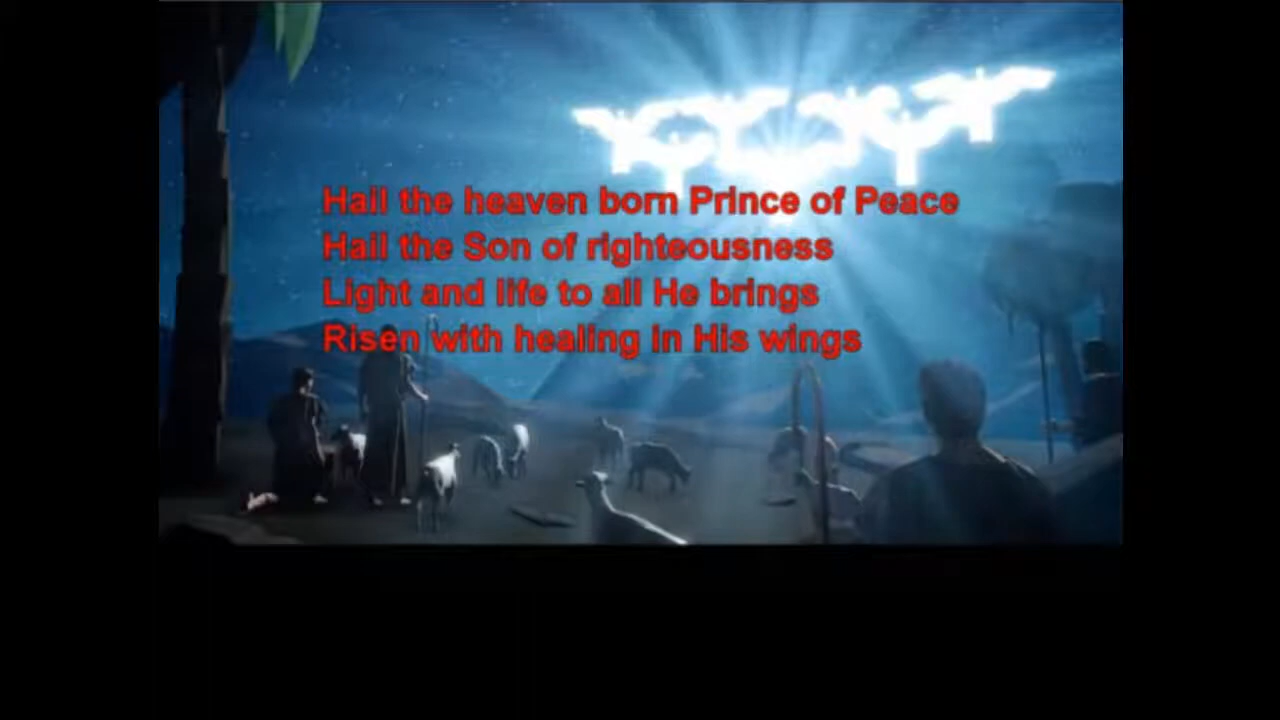 Hail the heaven born Prince of Peace
Hail the Son of righteousness
Light and life to all He brings
Risen with healing in His wings